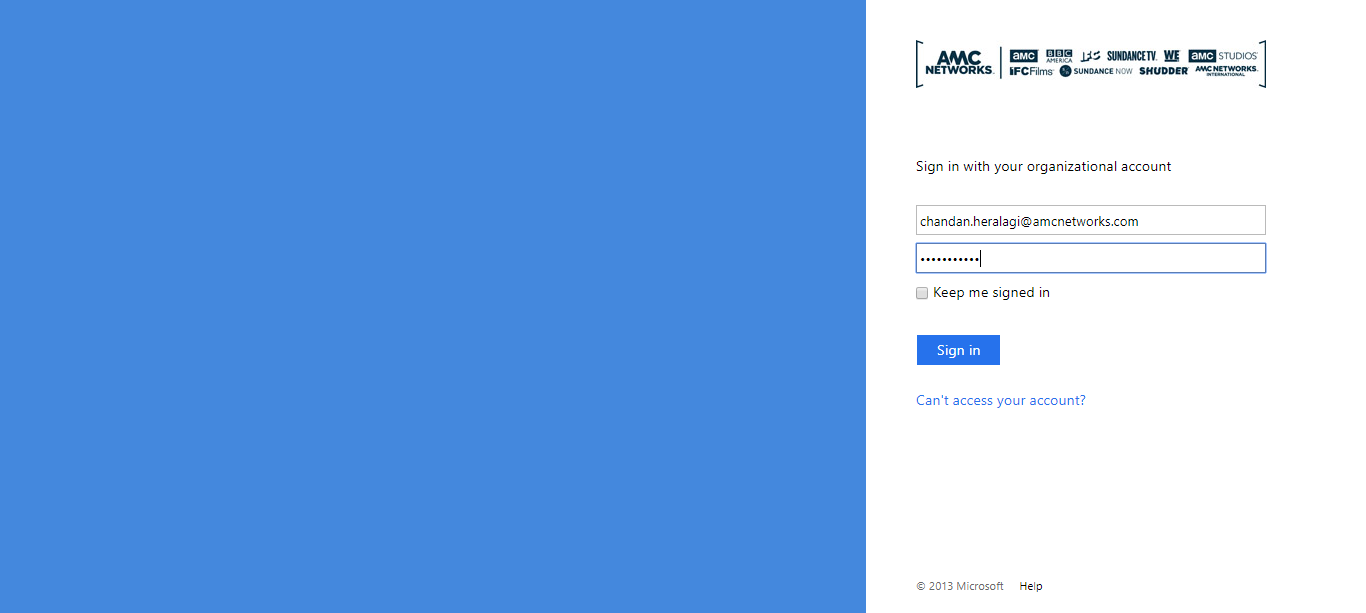 AMC NETWORKS
amc BBC AMERICA IFC SUNDANCETV. WE amc STUDIOS
IFCFilms SUNDANCE NOW SHUDDER AMC NETWORKS. INTERNATIONAL
Sign in with your organizational account
chandan.heralagi@amcnetworks.com
•••••••••••
Keep me signed in
Sign in
Can't access your account?
© 2013 Microsoft Help